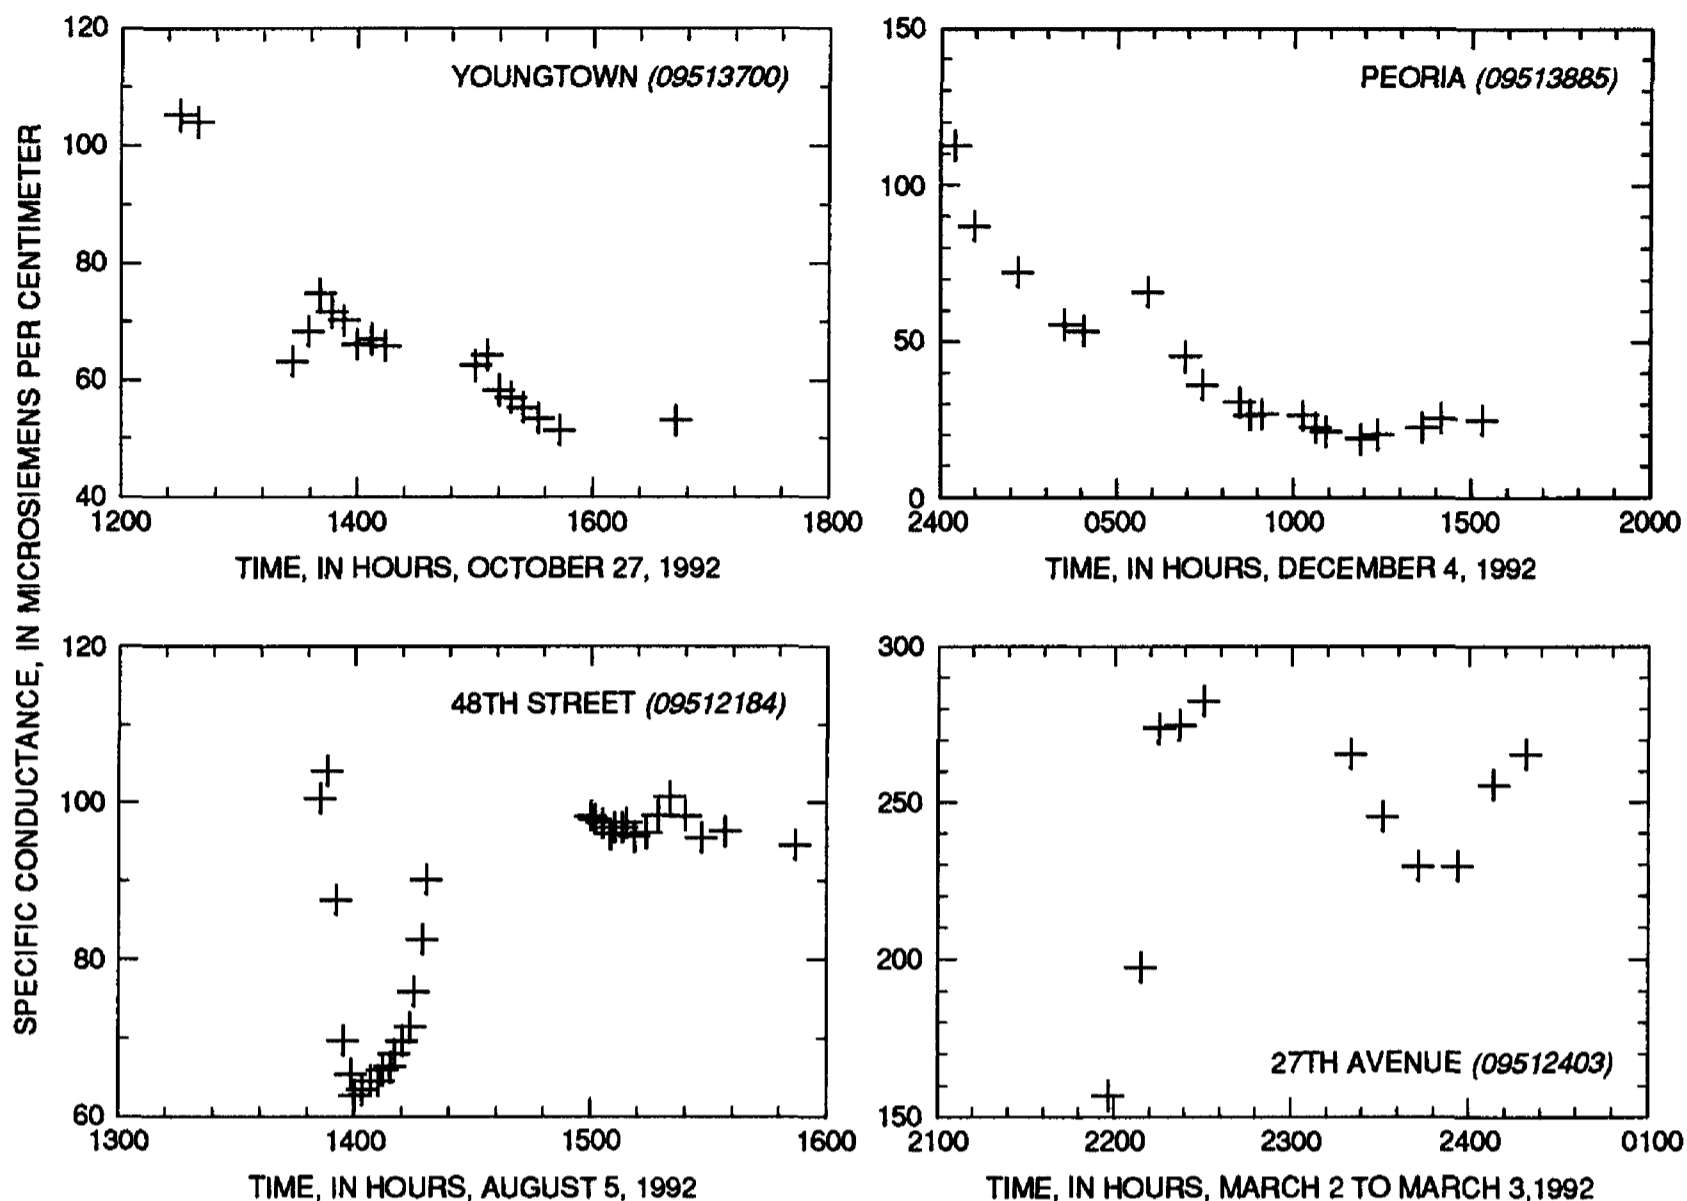 SPECIFIC CONDUCTANCE, IN MICROSIEMENS PER CENTIMETER
120
100
80
60
40
YOUNGTOWN (09513700)
1200 1400 1600 1800
TIME, IN HOURS, OCTOBER 27, 1992
150
100
50
0
PEORIA (09513885)
2400 0500 1000 1500 2000
TIME, IN HOURS, DECEMBER 4, 1992
120
100
80
60
48TH STREET (09512184)
1300 1400 1500 1600
TIME, IN HOURS, AUGUST 5, 1992
300
250
200
150
27TH AVENUE (09512403)
2100 2200 2300 2400 0100
TIME, IN HOURS, MARCH 2 TO MARCH 3,1992